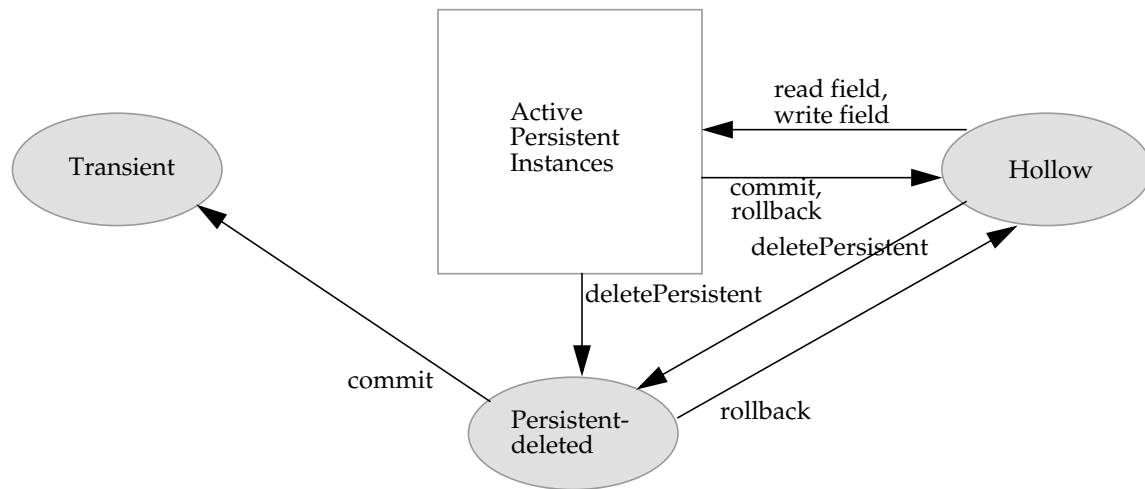 read field,
write field
Active
Persistent
Instances
Transient
Hollow
commit,
rollback
deletePersistent
deletePersistent
commit
Persistent-
deleted
rollback